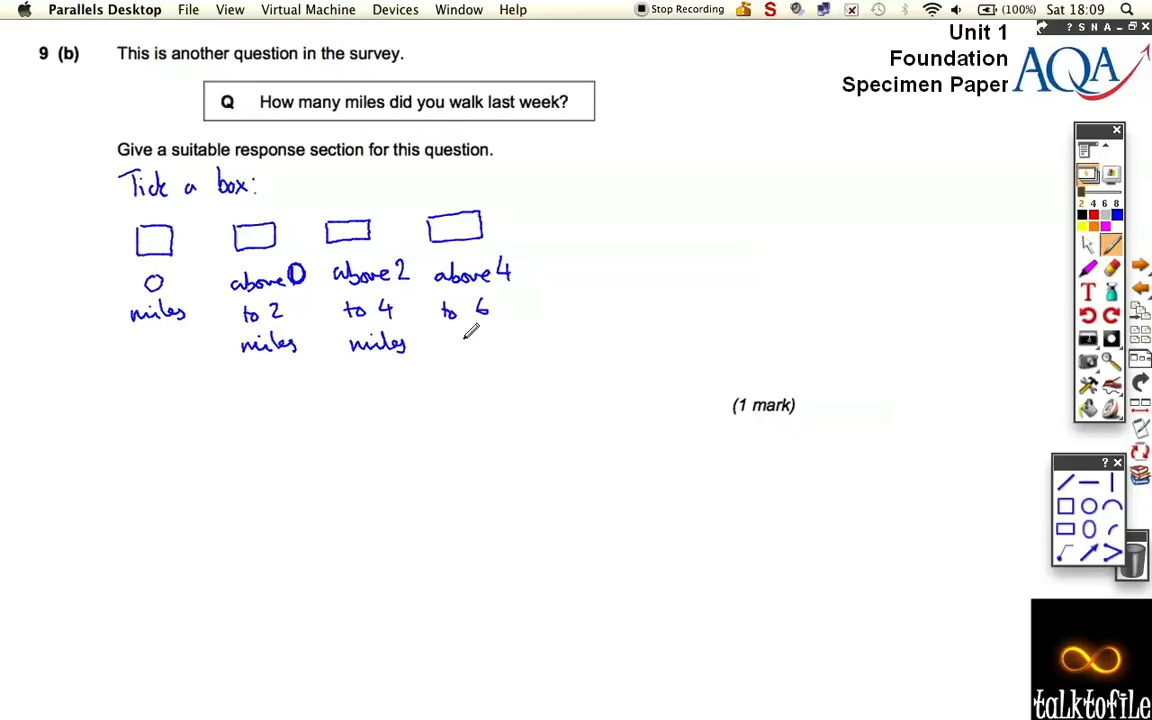 Parallels Desktop File View Virtual Machine Devices Window Help Stop Recording S (100%) Sat 18:09
? S N A
Unit 1
Foundation
Specimen Paper
AQA
9 (b) This is another question in the survey.
Q How many miles did you walk last week?
Give a suitable response section for this question.
Tick a box:
0 above 0 above 2 above 4
miles to 2 to 4 to 6
miles miles
(1 mark)
2 4 6 8
T
?
talktofile